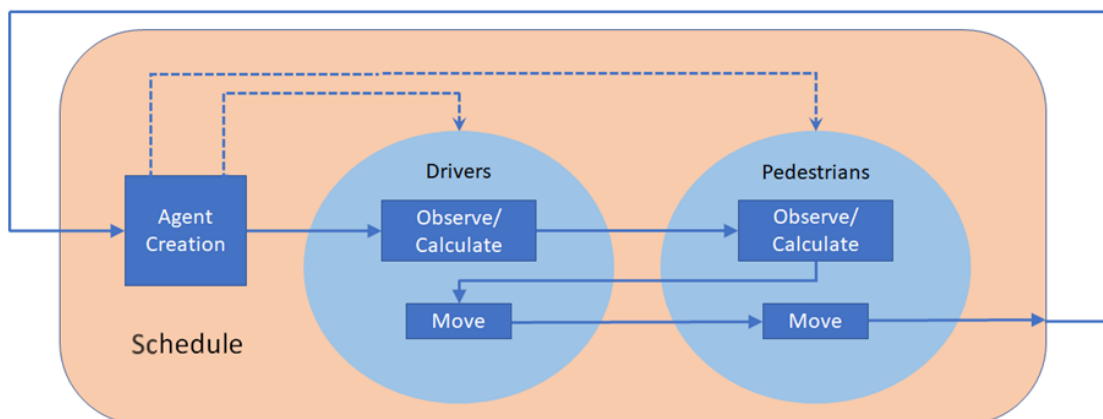 Drivers
Pedestrians
Agent
Creation
Observe/
Calculate
Observe/
Calculate
Move
Move
Schedule